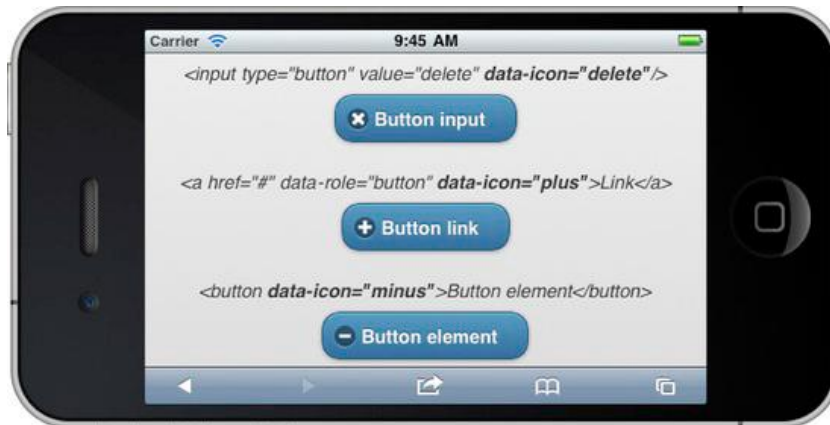 Carrier 9:45 AM
<input type="button" value="delete" data-icon="delete"/>
Button input
<a href="#" data-role="button" data-icon="plus">Link</a>
Button link
<button data-icon="minus">Button element</button>
Button element